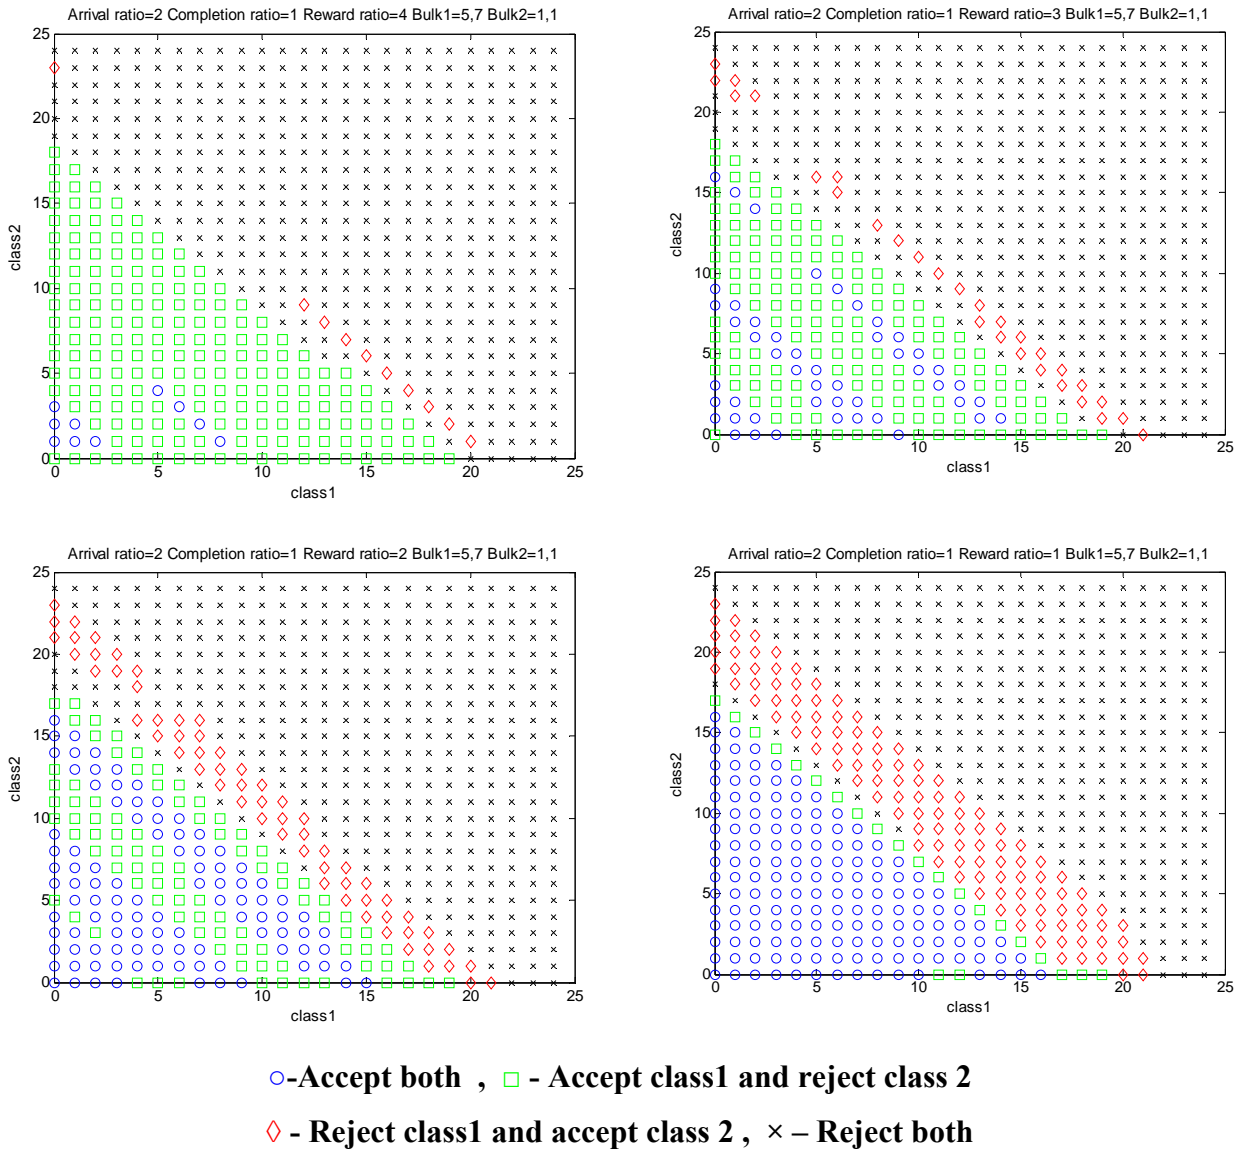 Arrival ratio=2 Completion ratio=1 Reward ratio=4 Bulk1=5,7 Bulk2=1,1
25
20
15
10
5
0
class2
0 5 10 15 20 25
class1
Arrival ratio=2 Completion ratio=1 Reward ratio=3 Bulk1=5,7 Bulk2=1,1
25
20
15
10
5
0
class2
0 5 10 15 20 25
class1
Arrival ratio=2 Completion ratio=1 Reward ratio=2 Bulk1=5,7 Bulk2=1,1
25
20
15
10
5
0
class2
0 5 10 15 20 25
class1
Arrival ratio=2 Completion ratio=1 Reward ratio=1 Bulk1=5,7 Bulk2=1,1
25
20
15
10
5
0
class2
0 5 10 15 20 25
class1
○-Accept both , □ - Accept class1 and reject class 2
◇ - Reject class1 and accept class 2 , × – Reject both